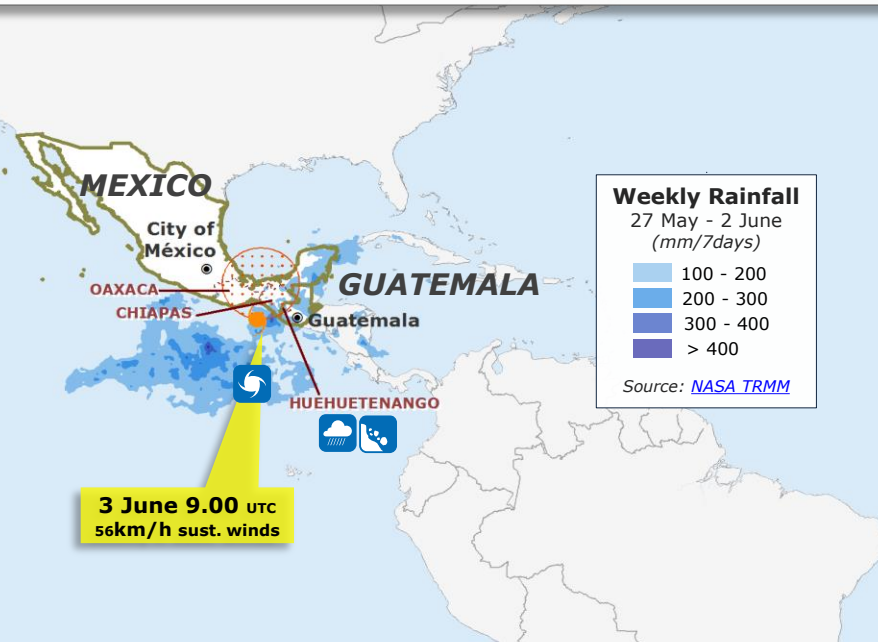 MEXICO
City of
México
OAXACA
CHIAPAS
GUATEMALA
Guatemala
HUEHUETENANGO
3 June 9.00 UTC
56km/h sust. winds
Weekly Rainfall
27 May - 2 June
(mm/7days)
100 - 200
200 - 300
300 - 400
> 400
Source: NASA TRMM